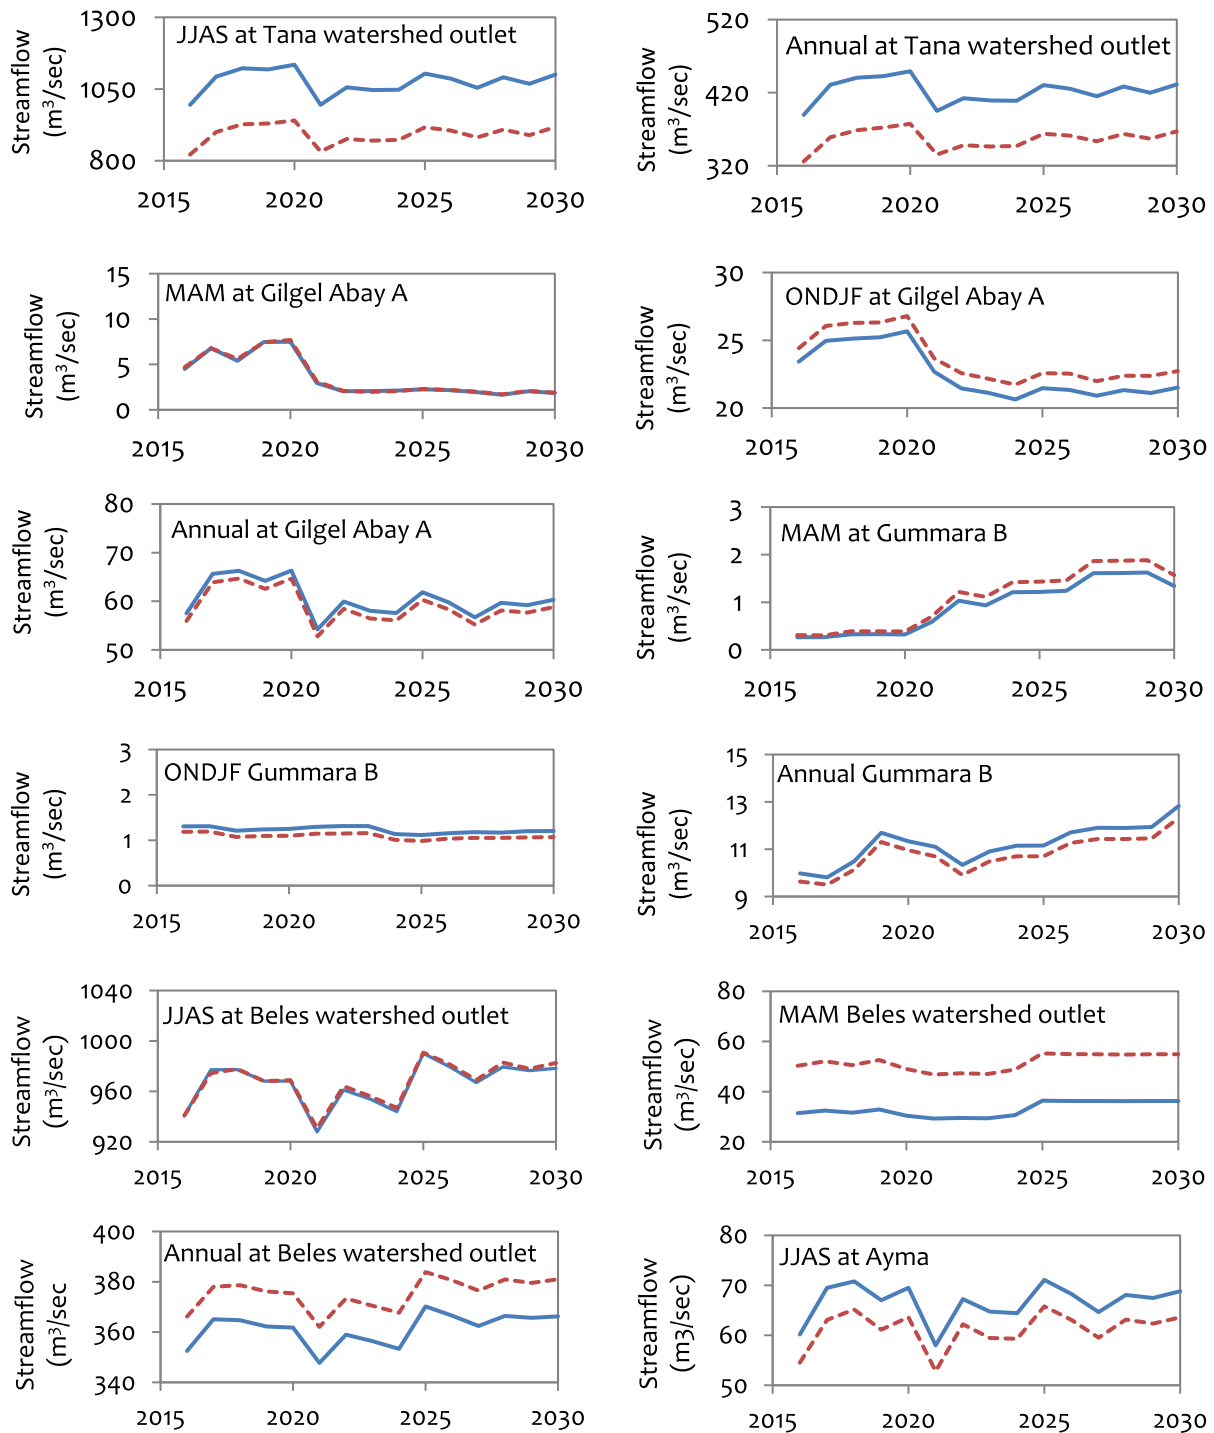 JJAS at Tana watershed outlet
Streamflow
(m³/sec)
1300
1050
800
2015 2020 2025 2030
Annual at Tana watershed outlet
Streamflow
(m³/sec)
520
420
320
2015 2020 2025 2030
MAM at Gilgel Abay A
Streamflow
(m³/sec)
15
10
5
0
2015 2020 2025 2030
ONDJF at Gilgel Abay A
Streamflow
(m³/sec)
30
25
20
2015 2020 2025 2030
Annual at Gilgel Abay A
Streamflow
(m³/sec)
80
70
60
50
2015 2020 2025 2030
MAM at Gummara B
Streamflow
(m³/sec)
3
2
1
0
2015 2020 2025 2030
ONDJF Gummara B
Streamflow
(m³/sec)
3
2
1
0
2015 2020 2025 2030
Annual Gummara B
Streamflow
(m³/sec)
15
13
11
9
2015 2020 2025 2030
JJAS at Beles watershed outlet
Streamflow
(m³/sec)
1040
1000
960
920
2015 2020 2025 2030
MAM Beles watershed outlet
Streamflow
(m³/sec)
80
60
40
20
2015 2020 2025 2030
Annual at Beles watershed outlet
Streamflow
(m³/sec
400
380
360
340
2015 2020 2025 2030
JJAS at Ayma
Streamflow
(m3/sec)
80
70
60
50
2015 2020 2025 2030